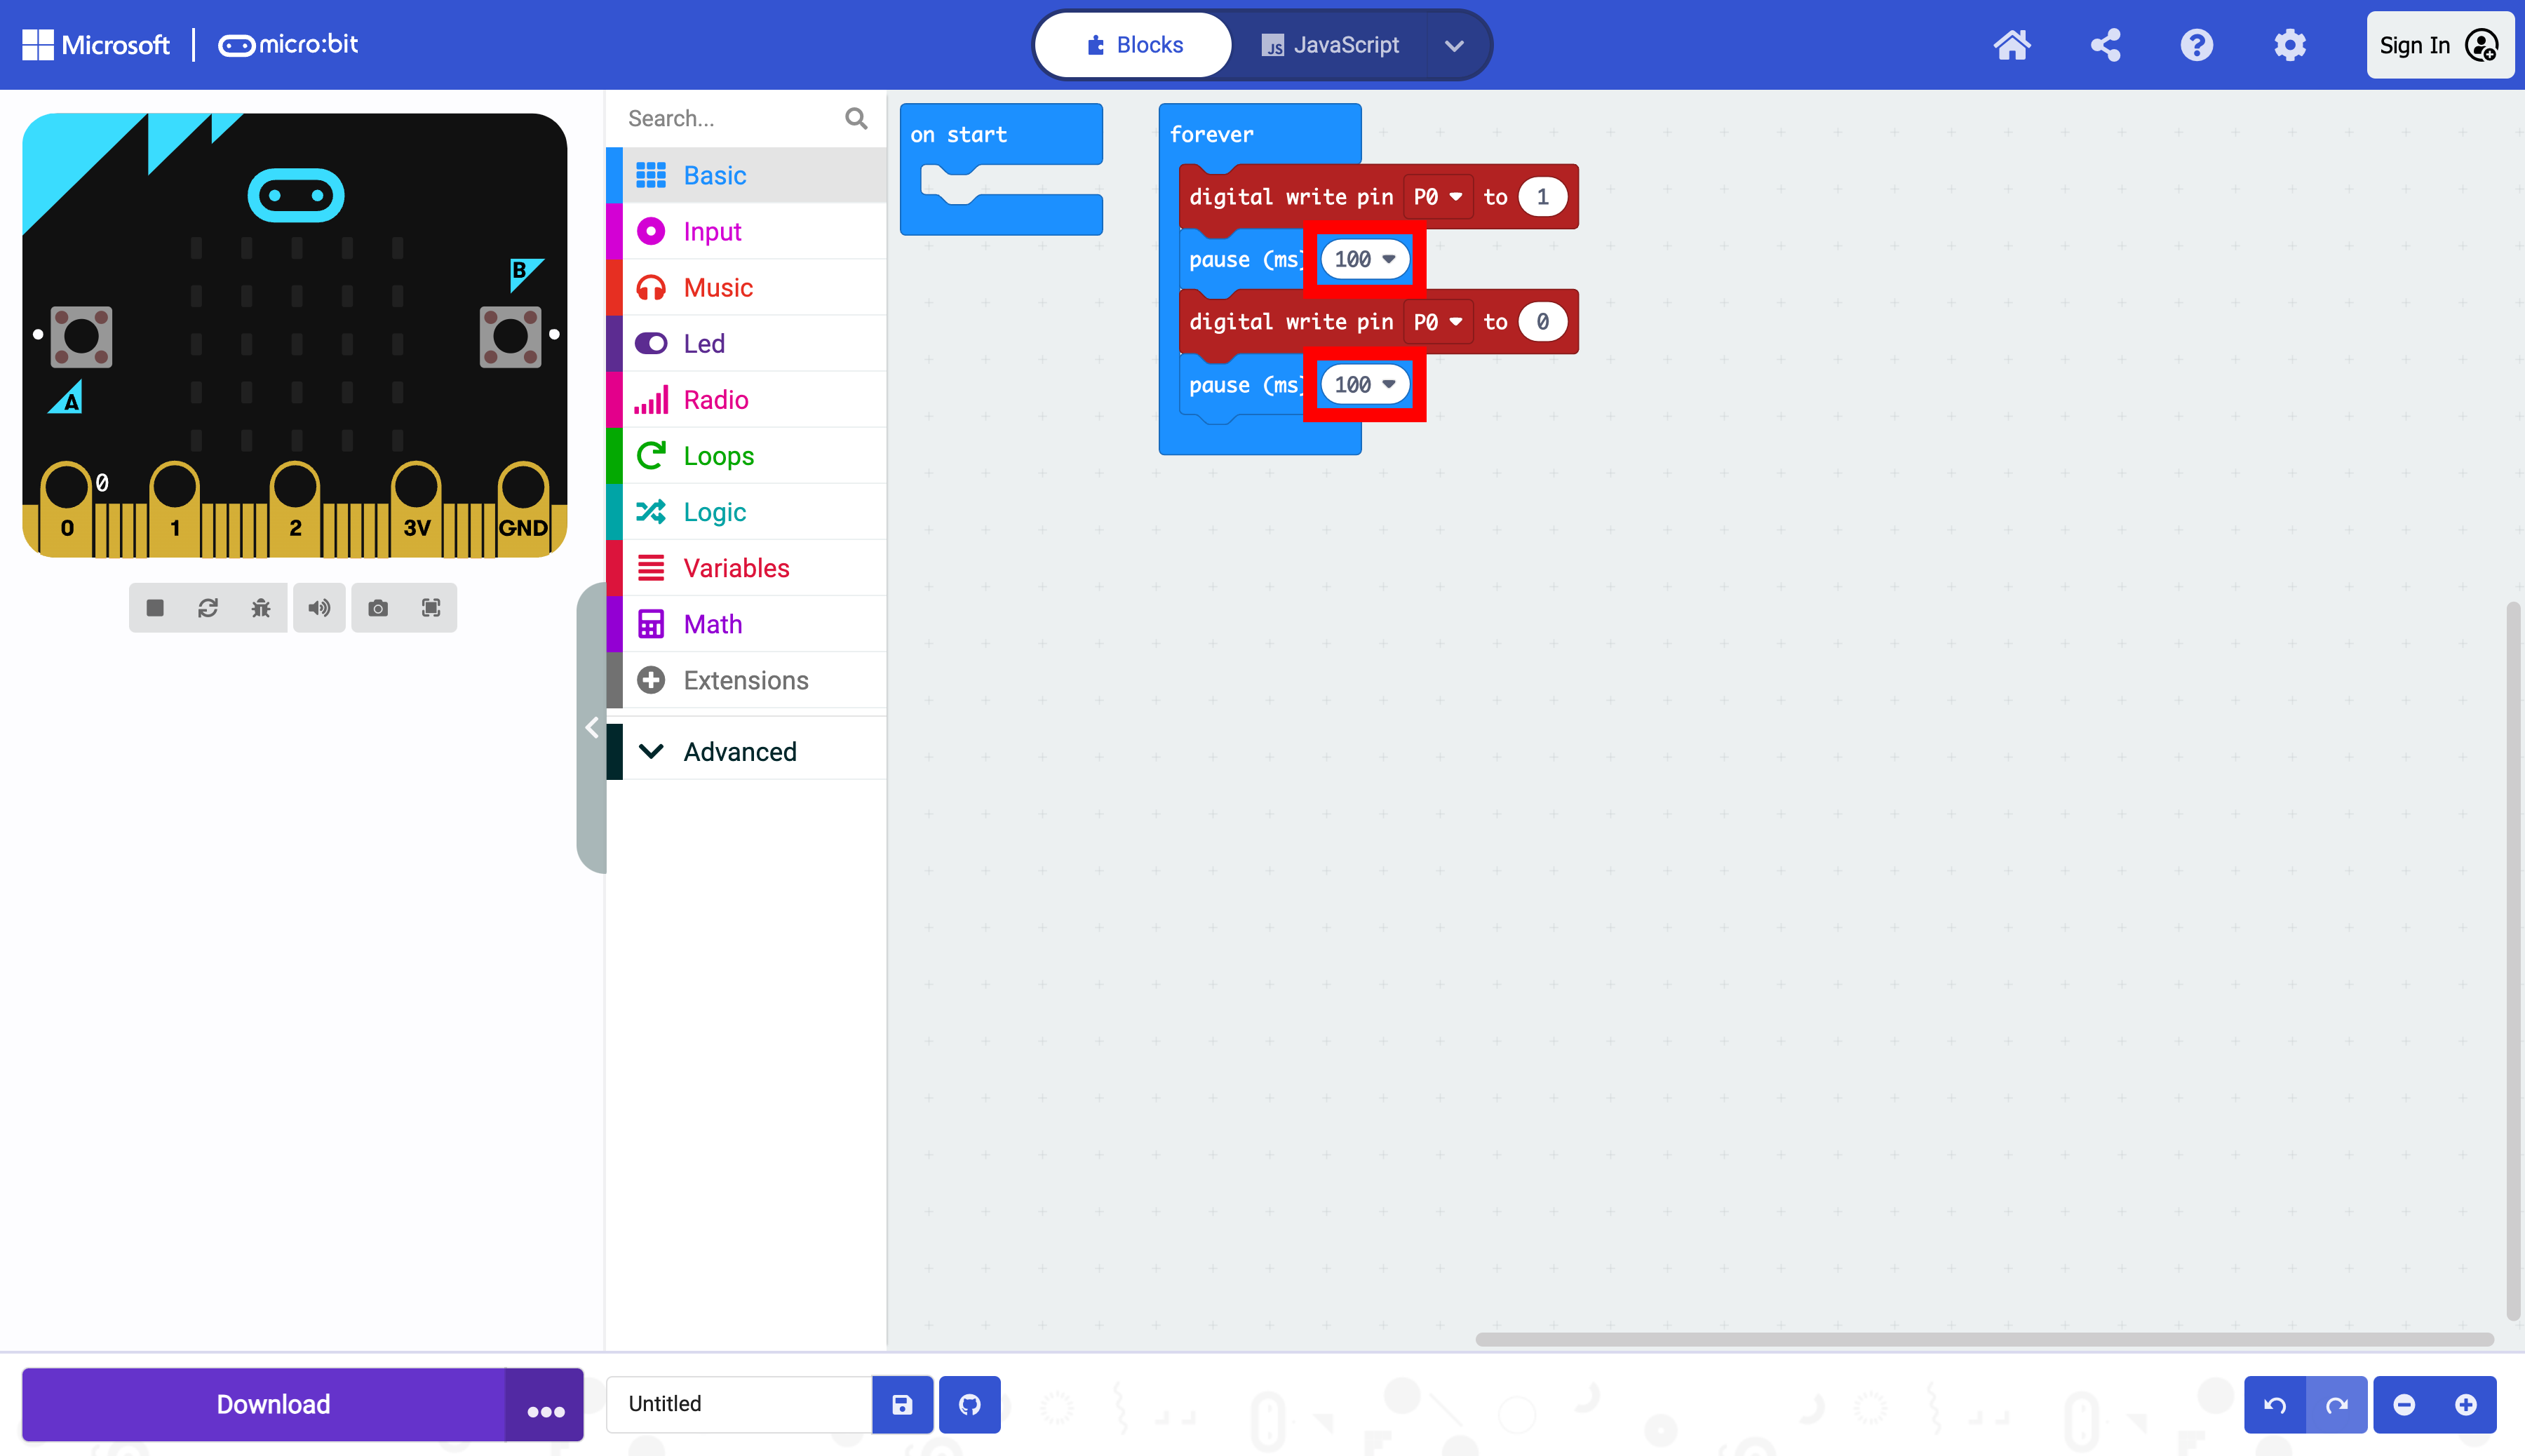 Microsoft micro:bit
Blocks
JS JavaScript
Sign In
B
A
0
0 1 2 3V GND
Search...
Basic
Input
Music
Led
Radio
Loops
Logic
Variables
Math
Extensions
Advanced
on start
forever
digital write pin P0 to 1
pause (ms) 100
digital write pin P0 to 0
pause (ms) 100
Download
Untitled